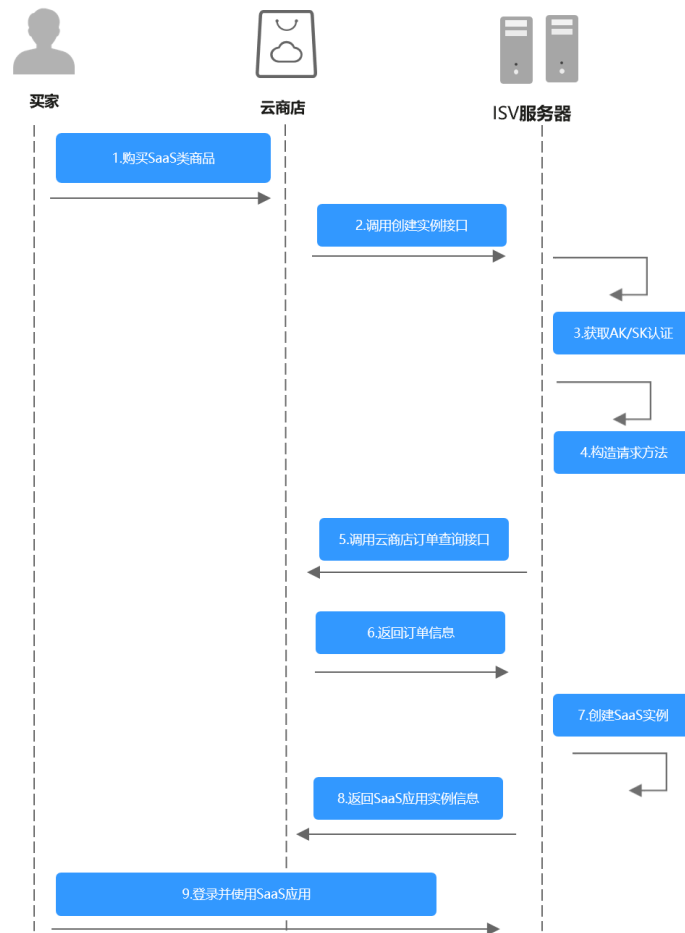 买家
云商店
ISV服务器
1.购买SaaS类商品
2.调用创建实例接口
3.获取AK/SK认证
4.构造请求方法
5.调用云商店订单查询接口
6.返回订单信息
7.创建SaaS实例
8.返回SaaS应用实例信息
9.登录并使用SaaS应用